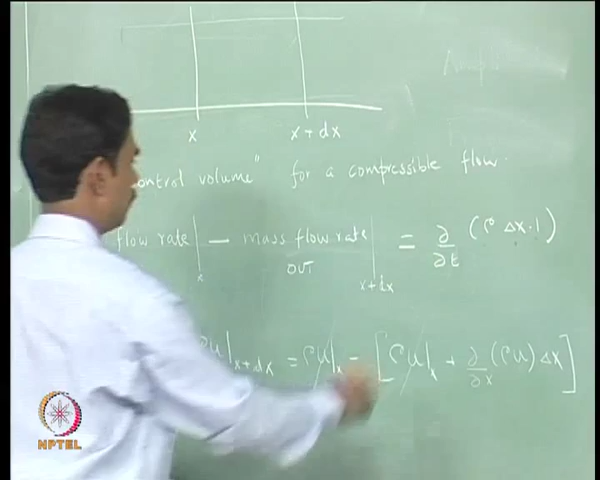 x x + dx
ontrol volume" for a compressible flow.
flow rate|x − mass flow rate OUT|x+dx = ∂/∂t (ρ Δx·1)
ρu|x+dx = ρu|x − [ρu|x + ∂/∂x (ρu) Δx]
NPTEL